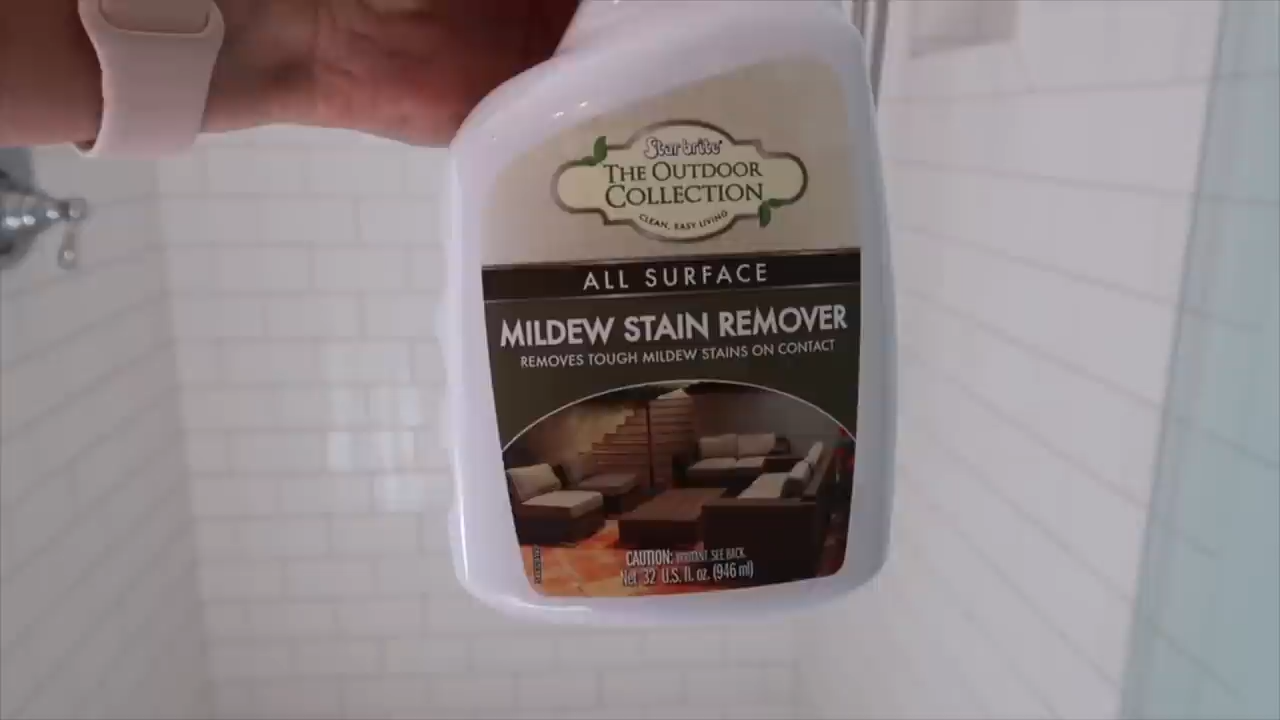 Star brite®
THE OUTDOOR
COLLECTION
CLEAN, EASY LIVING
ALL SURFACE
MILDEW STAIN REMOVER
REMOVES TOUGH MILDEW STAINS ON CONTACT
CAUTION: IRRITANT. SEE BACK.
Net. 32 U.S. fl. oz. (946 ml)